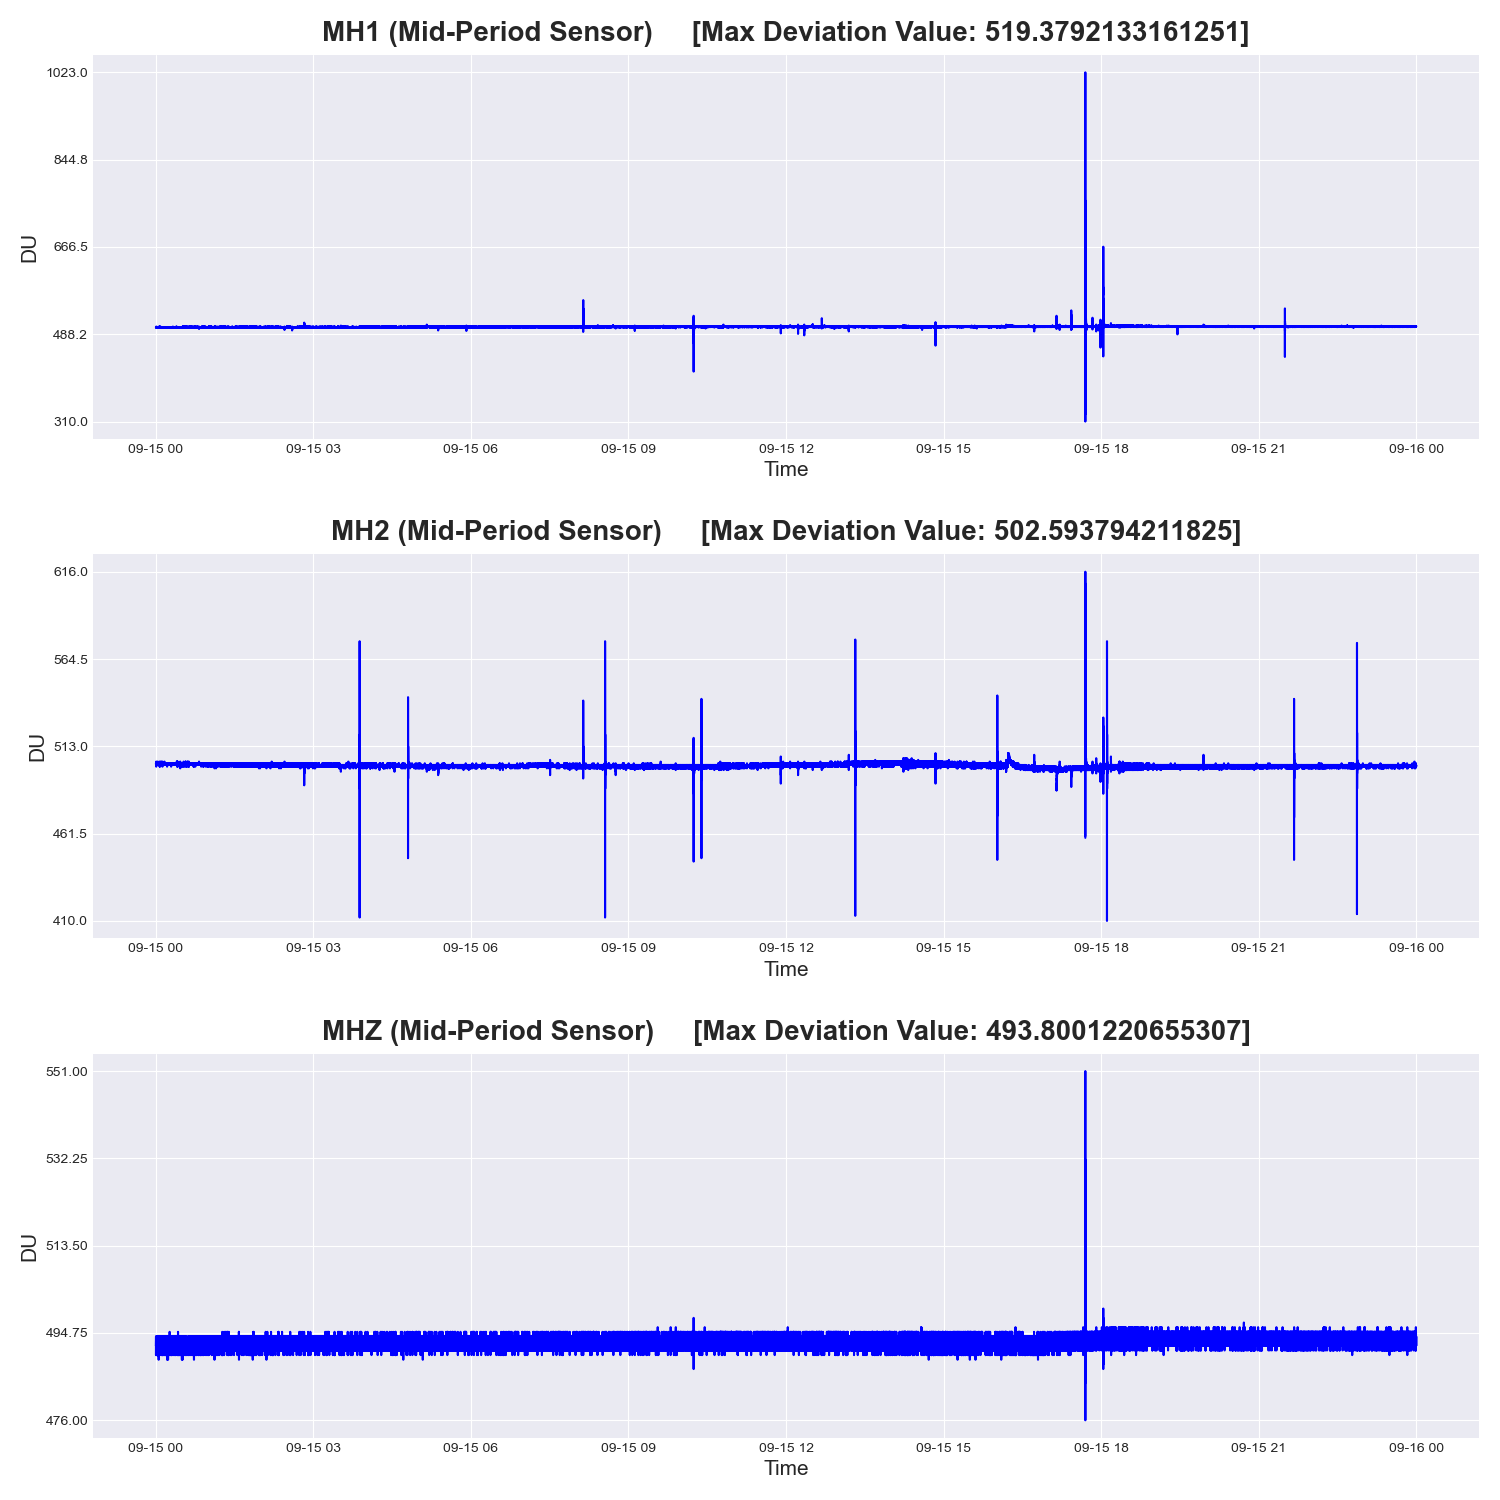 MH1 (Mid-Period Sensor)     [Max Deviation Value: 519.3792133161251]
1023.0
844.8
666.5
488.2
310.0
DU
09-15 00 09-15 03 09-15 06 09-15 09 09-15 12 09-15 15 09-15 18 09-15 21 09-16 00
Time
MH2 (Mid-Period Sensor)     [Max Deviation Value: 502.593794211825]
616.0
564.5
513.0
461.5
410.0
DU
09-15 00 09-15 03 09-15 06 09-15 09 09-15 12 09-15 15 09-15 18 09-15 21 09-16 00
Time
MHZ (Mid-Period Sensor)     [Max Deviation Value: 493.8001220655307]
551.00
532.25
513.50
494.75
476.00
DU
09-15 00 09-15 03 09-15 06 09-15 09 09-15 12 09-15 15 09-15 18 09-15 21 09-16 00
Time